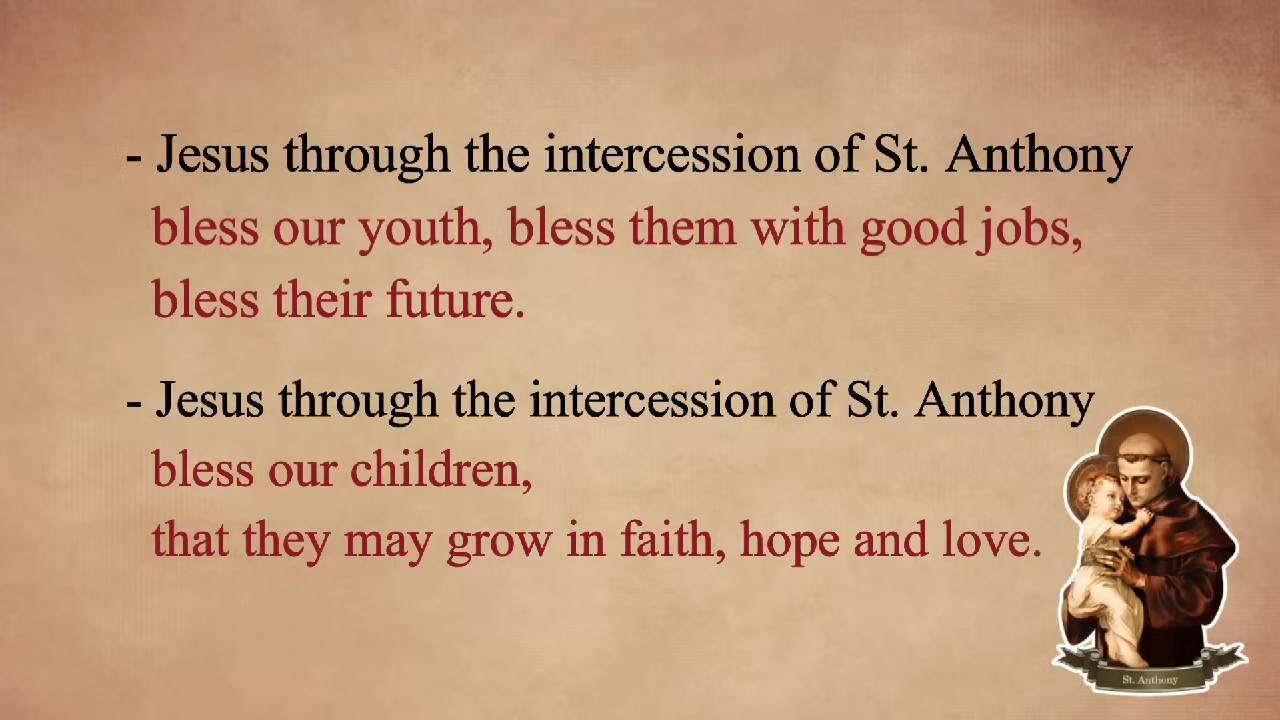 - Jesus through the intercession of St. Anthony
bless our youth, bless them with good jobs,
bless their future.
- Jesus through the intercession of St. Anthony
bless our children,
that they may grow in faith, hope and love.
St. Anthony